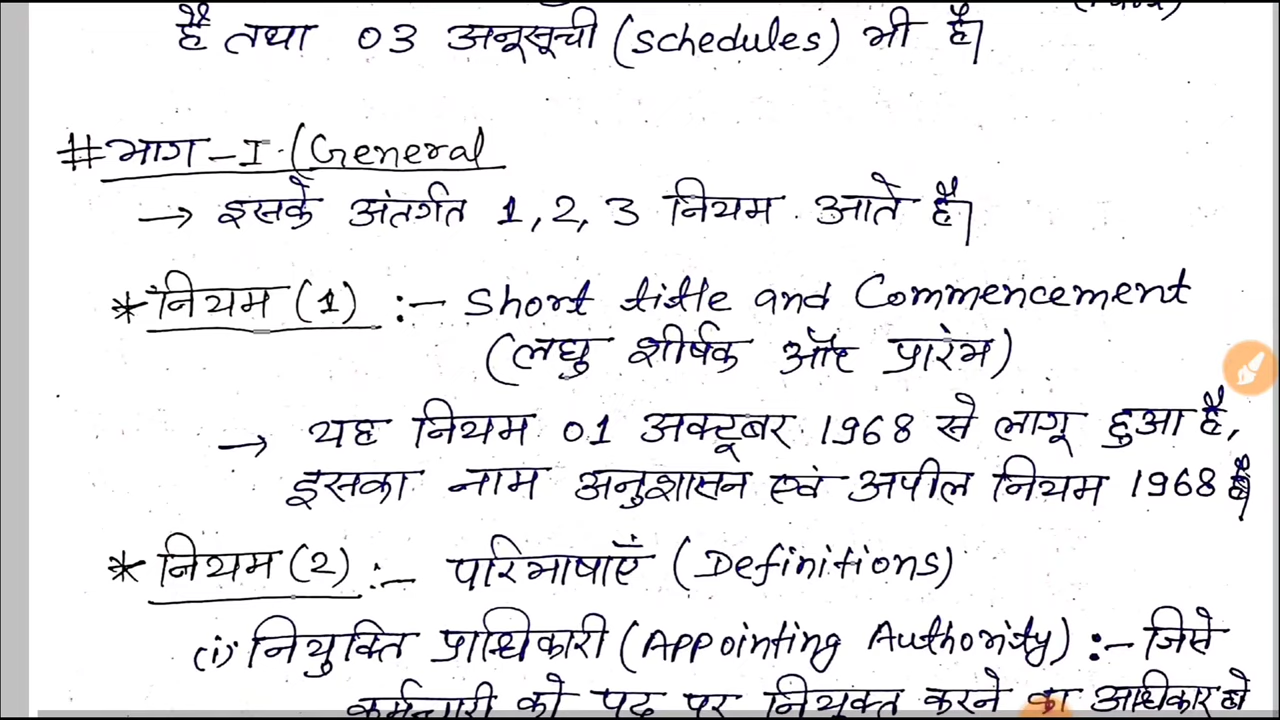 है तथा 03 अनूसूची (schedules) भी है।
# भाग -I. (General
→ इसके अंतर्गत 1, 2, 3 नियम आते है।
* नियम (1) :- Short title and Commencement
(लघु शीर्षक और प्रारंभ)
→ यह नियम 01 अक्टूबर 1968 से लागू हुआ है,
इसका नाम अनुशासन एवं अपील नियम 1968 है।
* नियम (2) :- परिभाषाएँ (Definitions)
(i) नियुक्ति प्राधिकारी (Appointing Authority) :- जिसे
कर्मचारी को पद पर नियुक्त करने का अधिकार हो